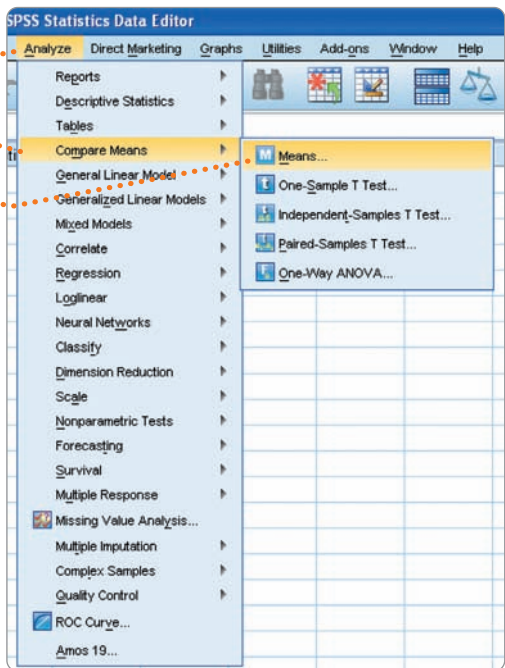 SPSS Statistics Data Editor
Analyze Direct Marketing Graphs Utilities Add-ons Window Help
Reports
Descriptive Statistics
Tables
Compare Means
General Linear Model
Generalized Linear Models
Mixed Models
Correlate
Regression
Loglinear
Neural Networks
Classify
Dimension Reduction
Scale
Nonparametric Tests
Forecasting
Survival
Multiple Response
Missing Value Analysis...
Multiple Imputation
Complex Samples
Quality Control
ROC Curve...
Amos 19...
M Means...
t One-Sample T Test...
Independent-Samples T Test...
Paired-Samples T Test...
One-Way ANOVA...